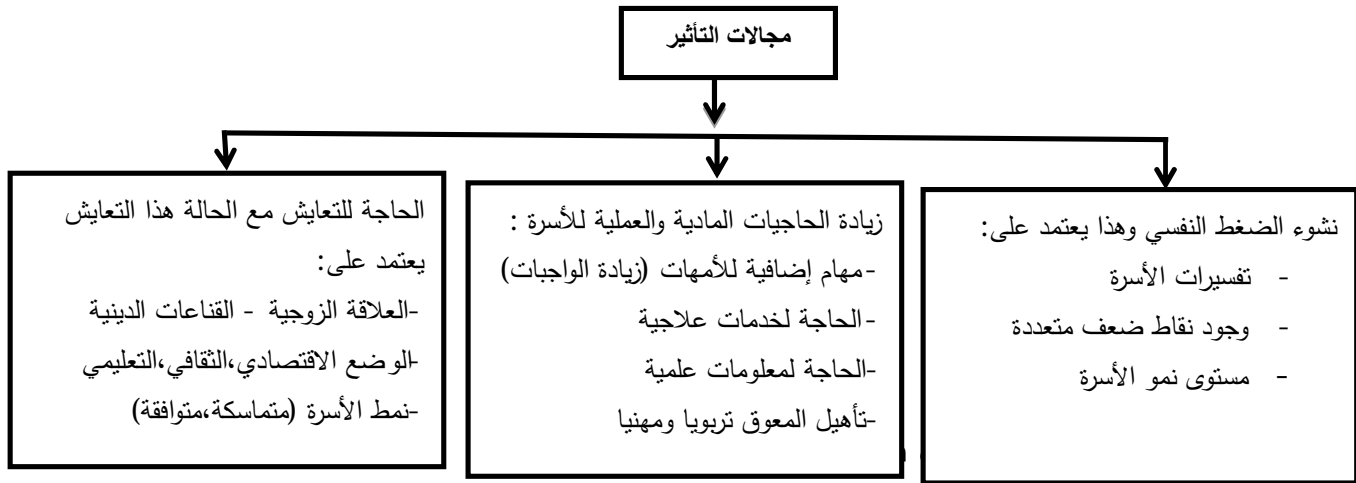 مجالات التأثير
نشوء الضغط النفسي وهذا يعتمد على:
- تفسيرات الأسرة
- وجود نقاط ضعف متعددة
- مستوى نمو الأسرة
زيادة الحاجيات المادية والعملية للأسرة :
-مهام إضافية للأمهات (زيادة الواجبات)
-الحاجة لخدمات علاجية
-الحاجة لمعلومات علمية
-تأهيل المعوق تربويا ومهنيا
الحاجة للتعايش مع الحالة هذا التعايش
يعتمد على:
-العلاقة الزوجية - القناعات الدينية
-الوضع الاقتصادي،الثقافي،التعليمي
-نمط الأسرة (متماسكة،متوافقة)